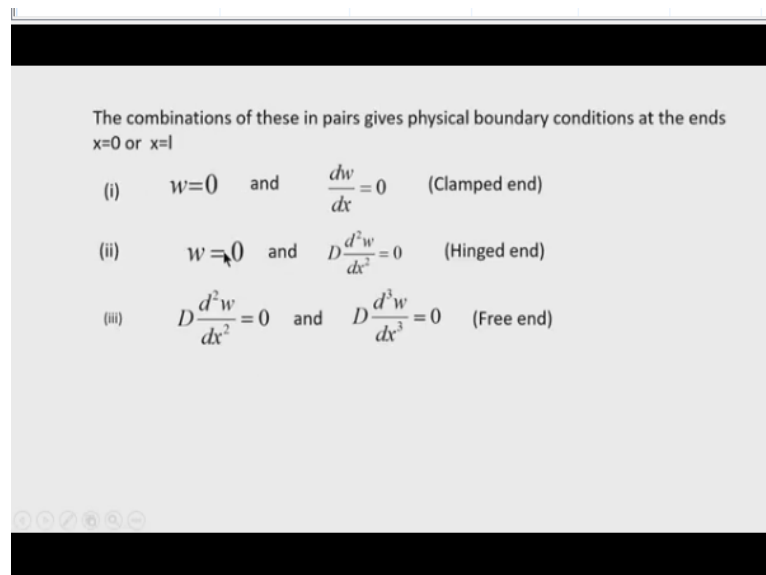 The combinations of these in pairs gives physical boundary conditions at the ends
x=0 or x=l
(i) w=0 and dw/dx = 0 (Clamped end)
(ii) w=0 and D d²w/dx² = 0 (Hinged end)
(iii) D d²w/dx² = 0 and D d³w/dx³ = 0 (Free end)